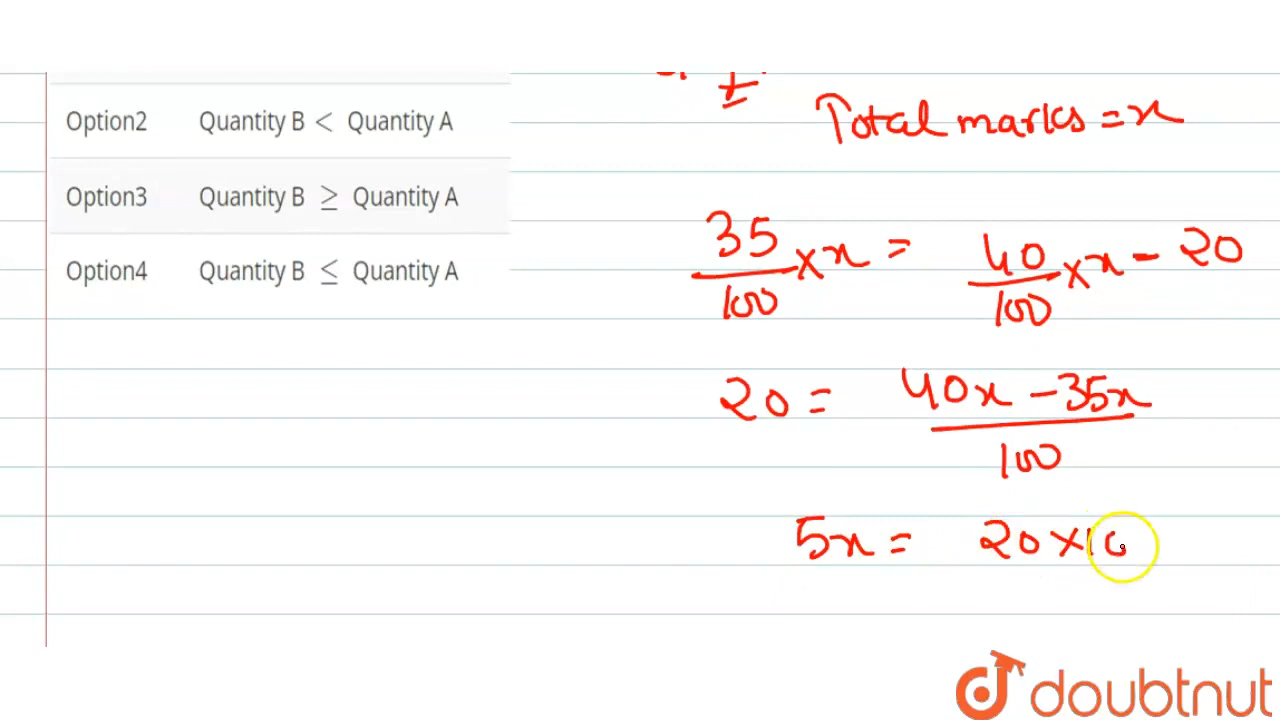 Option2 Quantity B < Quantity A
Option3 Quantity B ≥ Quantity A
Option4 Quantity B ≤ Quantity A
Total marks = x
35/100 × x = 40/100 × x - 20
20 = 40x - 35x / 100
5x = 20 × 10
doubtnut